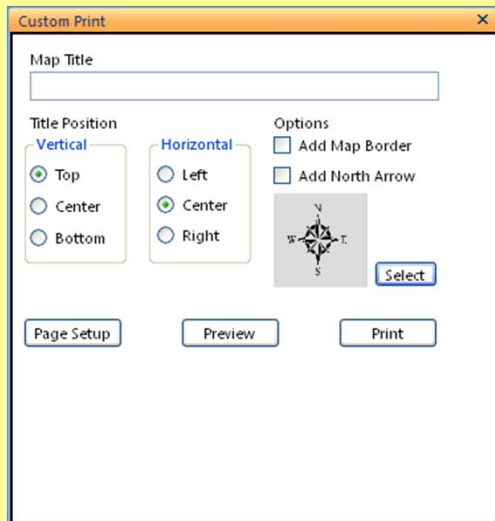 Custom Print
Map Title
Title Position
Options
Vertical
Horizontal
Add Map Border
Top
Left
Add North Arrow
Center
Center
Bottom
Right
N
W
E
S
Select
Page Setup
Preview
Print